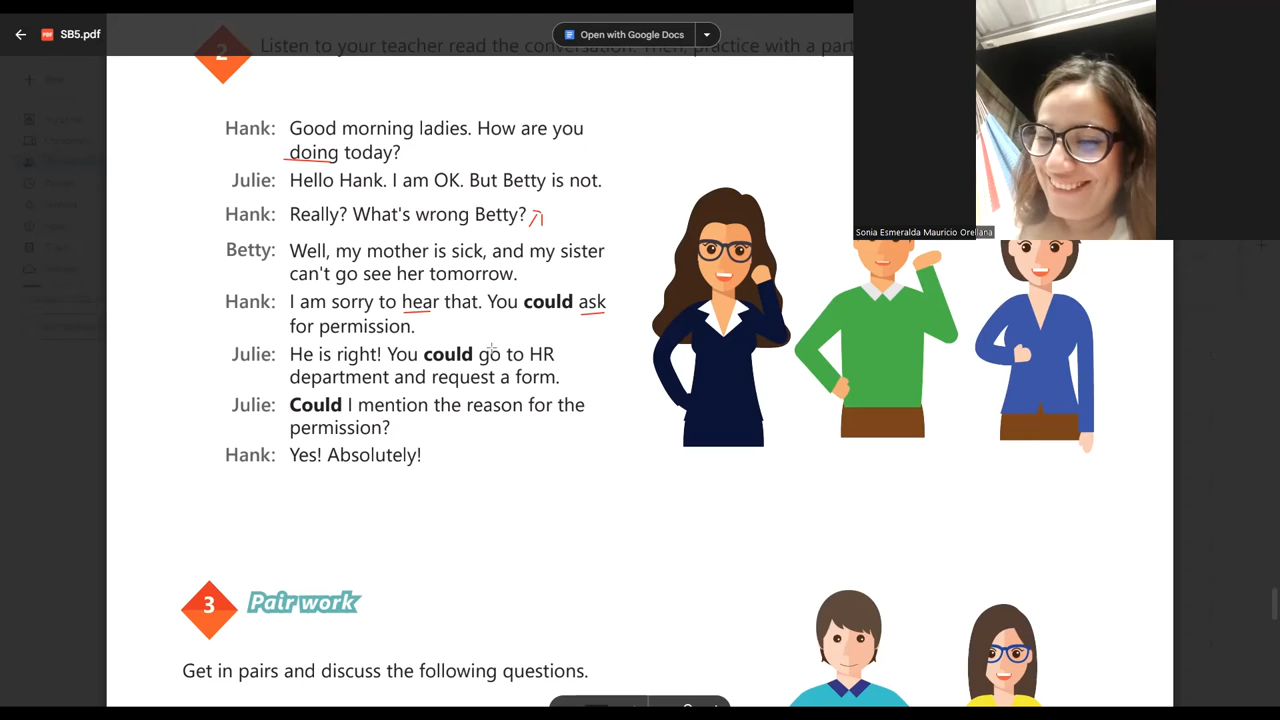 SB5.pdf
Open with Google Docs
2
Listen to your teacher read the conversation. Then, practice with a part
Hank: Good morning ladies. How are you
doing today?
Julie: Hello Hank. I am OK. But Betty is not.
Hank: Really? What's wrong Betty?
Betty: Well, my mother is sick, and my sister
can't go see her tomorrow.
Hank: I am sorry to hear that. You could ask
for permission.
Julie: He is right! You could go to HR
department and request a form.
Julie: Could I mention the reason for the
permission?
Hank: Yes! Absolutely!
Sonia Esmeralda Mauricio Orellana
3 Pair work
Get in pairs and discuss the following questions.